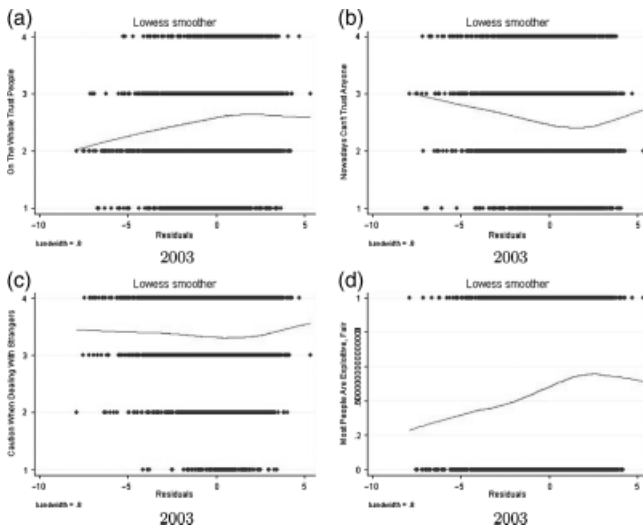 (a)
Lowess smoother
On The Whole Trust People
4
3
2
1
-10
-5
0
5
Residuals
bandwidth = .8
2003
(b)
Lowess smoother
Nowadays Can't Trust Anyone
4
3
2
1
-10
-5
0
5
Residuals
bandwidth = .8
2003
(c)
Lowess smoother
Caution When Dealing With Strangers
4
3
2
1
-10
-5
0
5
Residuals
bandwidth = .8
2003
(d)
Lowess smoother
Most People Are Exploitive, Fair
1
.2
0
-10
-5
0
5
Residuals
bandwidth = .8
2003